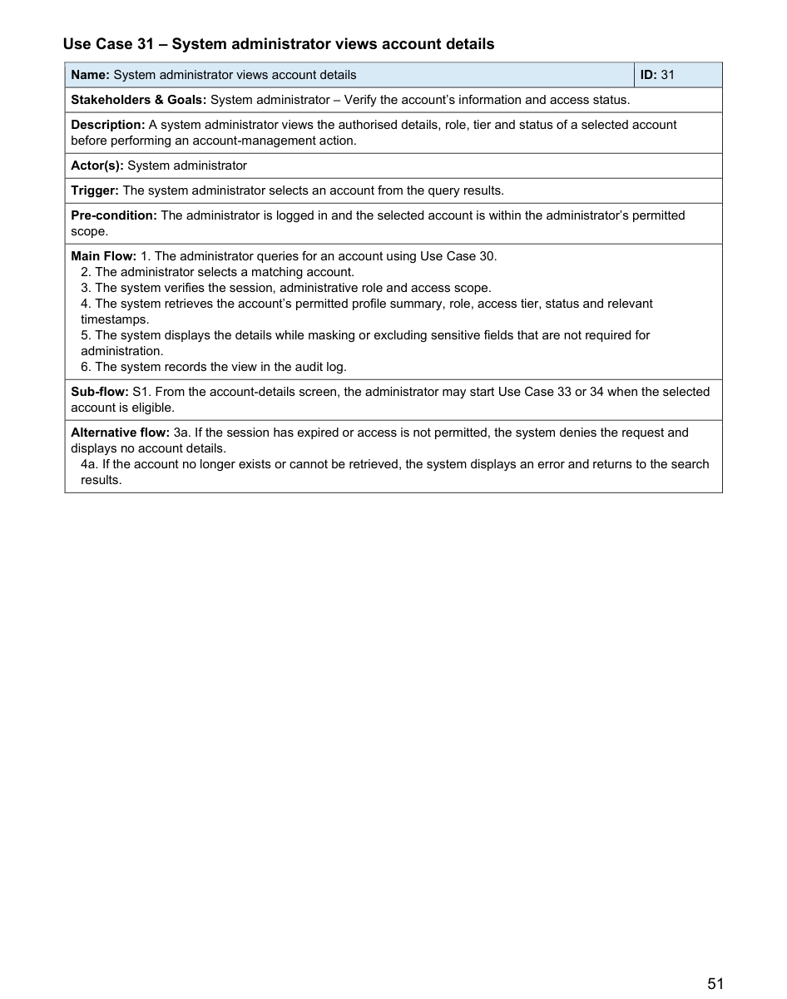 Use Case 31 – System administrator views account details
Name: System administrator views account details
ID: 31
Stakeholders & Goals: System administrator – Verify the account’s information and access status.
Description: A system administrator views the authorised details, role, tier and status of a selected account
before performing an account-management action.
Actor(s): System administrator
Trigger: The system administrator selects an account from the query results.
Pre-condition: The administrator is logged in and the selected account is within the administrator’s permitted
scope.
Main Flow: 1. The administrator queries for an account using Use Case 30.
2. The administrator selects a matching account.
3. The system verifies the session, administrative role and access scope.
4. The system retrieves the account’s permitted profile summary, role, access tier, status and relevant
timestamps.
5. The system displays the details while masking or excluding sensitive fields that are not required for
administration.
6. The system records the view in the audit log.
Sub-flow: S1. From the account-details screen, the administrator may start Use Case 33 or 34 when the selected
account is eligible.
Alternative flow: 3a. If the session has expired or access is not permitted, the system denies the request and
displays no account details.
4a. If the account no longer exists or cannot be retrieved, the system displays an error and returns to the search
results.
51